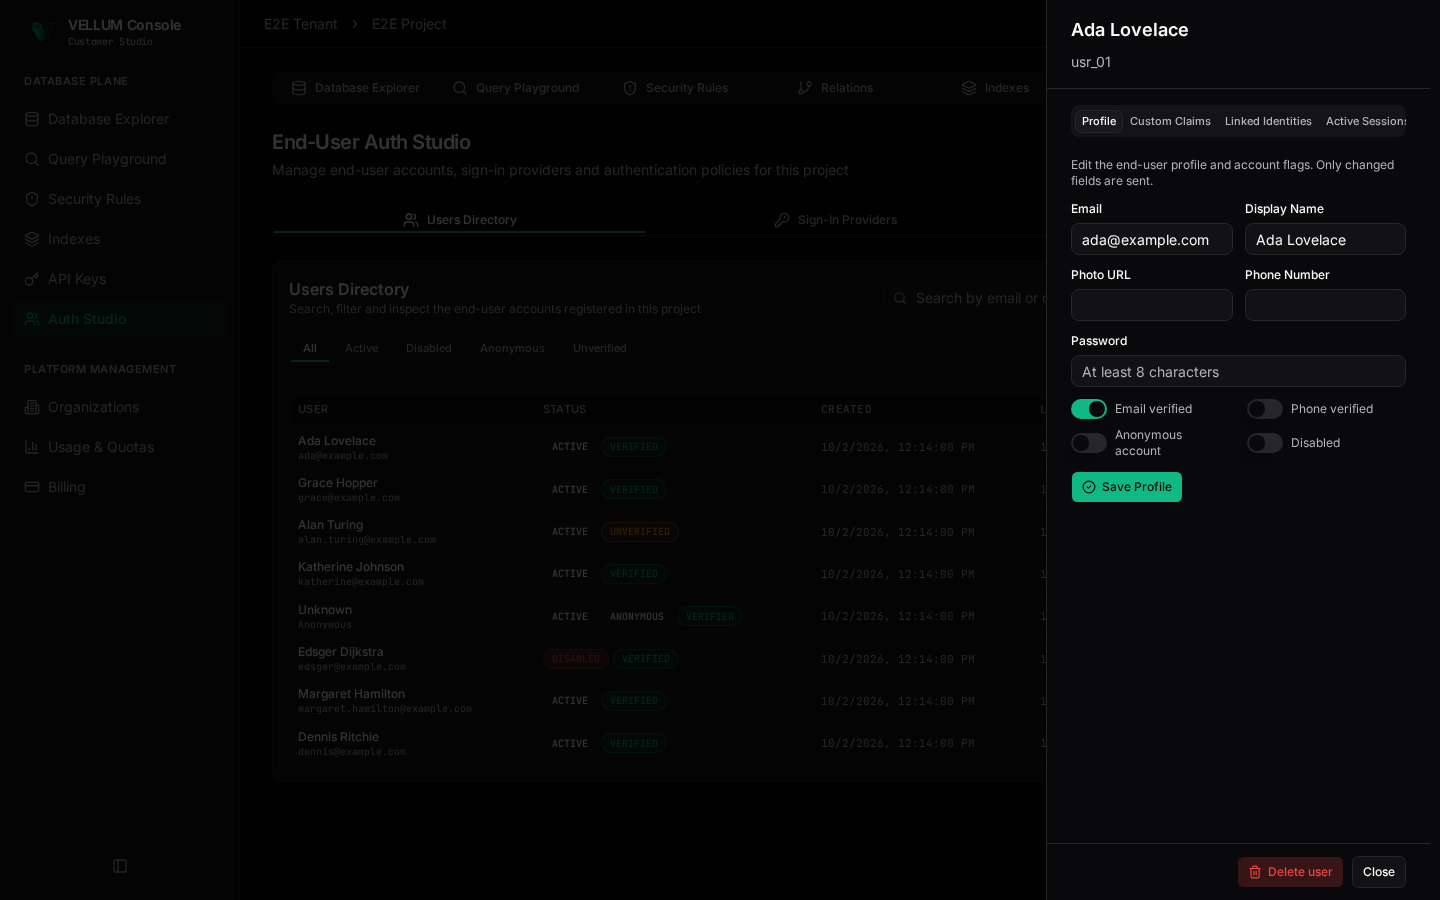 VELLUM Console
Customer Studio
DATABASE PLANE
Database Explorer
Query Playground
Security Rules
Indexes
API Keys
Auth Studio
PLATFORM MANAGEMENT
Organizations
Usage & Quotas
Billing
E2E Tenant > E2E Project
Database Explorer Query Playground Security Rules Relations Indexes
End-User Auth Studio
Manage end-user accounts, sign-in providers and authentication policies for this project
Users Directory Sign-In Providers
Users Directory
Search, filter and inspect the end-user accounts registered in this project
Search by email or
All Active Disabled Anonymous Unverified
USER STATUS CREATED
Ada Lovelace
ada@example.com
ACTIVE VERIFIED 10/2/2026, 12:14:00 PM
Grace Hopper
grace@example.com
ACTIVE VERIFIED 10/2/2026, 12:14:00 PM
Alan Turing
alan.turing@example.com
ACTIVE UNVERIFIED 10/2/2026, 12:14:00 PM
Katherine Johnson
katherine@example.com
ACTIVE VERIFIED 10/2/2026, 12:14:00 PM
Unknown
Anonymous
ACTIVE ANONYMOUS VERIFIED 10/2/2026, 12:14:00 PM
Edsger Dijkstra
edsger@example.com
DISABLED VERIFIED 10/2/2026, 12:14:00 PM
Margaret Hamilton
margaret.hamilton@example.com
ACTIVE VERIFIED 10/2/2026, 12:14:00 PM
Dennis Ritchie
dennis@example.com
ACTIVE VERIFIED 10/2/2026, 12:14:00 PM
Ada Lovelace
usr_01
Profile Custom Claims Linked Identities Active Sessions
Edit the end-user profile and account flags. Only changed
fields are sent.
Email Display Name
ada@example.com Ada Lovelace
Photo URL Phone Number
Password
At least 8 characters
Email verified Phone verified
Anonymous
account
Disabled
Save Profile
Delete user Close